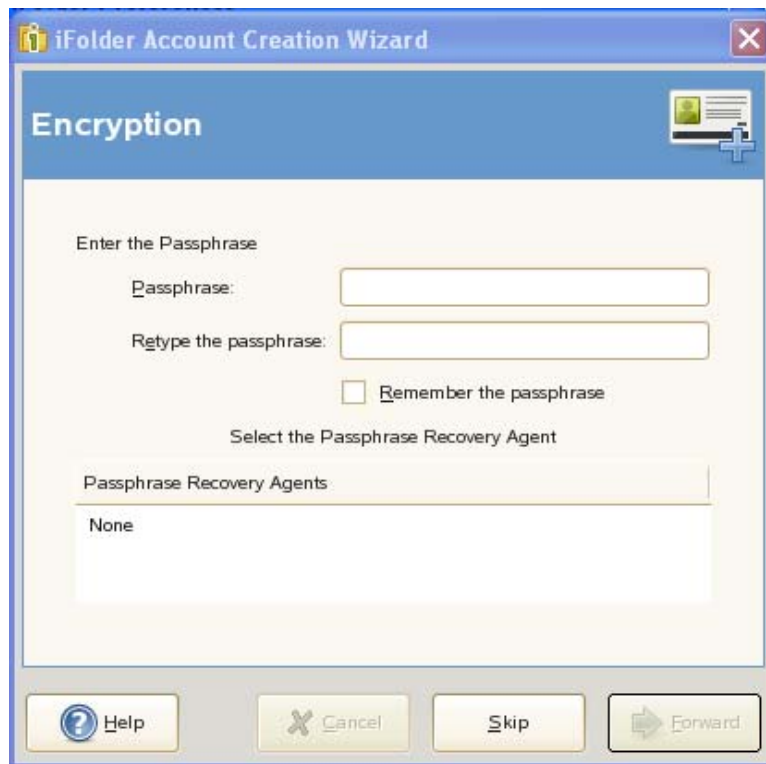 iFolder Account Creation Wizard
Encryption
Enter the Passphrase
Passphrase:
Retype the passphrase:
Remember the passphrase
Select the Passphrase Recovery Agent
Passphrase Recovery Agents
None
Help
Cancel
Skip
Forward